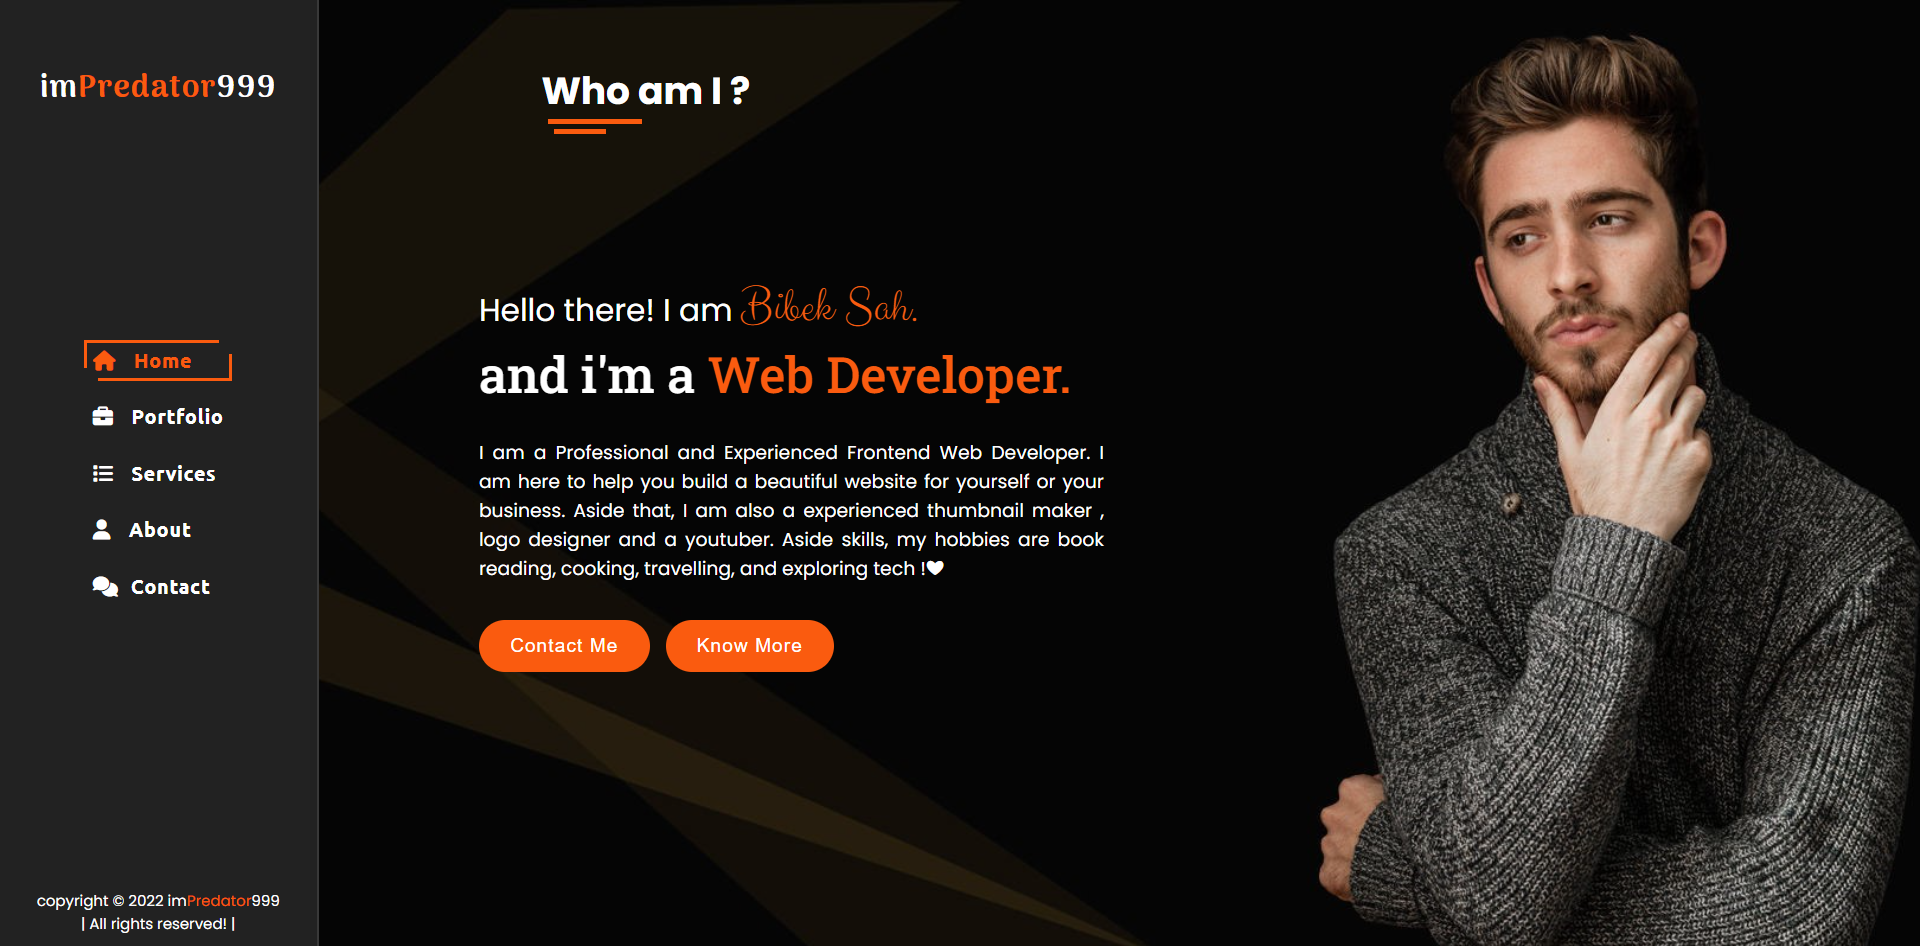 imPredator999
Home
Portfolio
Services
About
Contact
copyright © 2022 imPredator999
| All rights reserved! |
Who am I ?
Hello there! I am Bibek Sah.
and i'm a Web Developer.
I am a Professional and Experienced Frontend Web Developer. I
am here to help you build a beautiful website for yourself or your
business. Aside that, I am also a experienced thumbnail maker ,
logo designer and a youtuber. Aside skills, my hobbies are book
reading, cooking, travelling, and exploring tech !
Contact Me
Know More